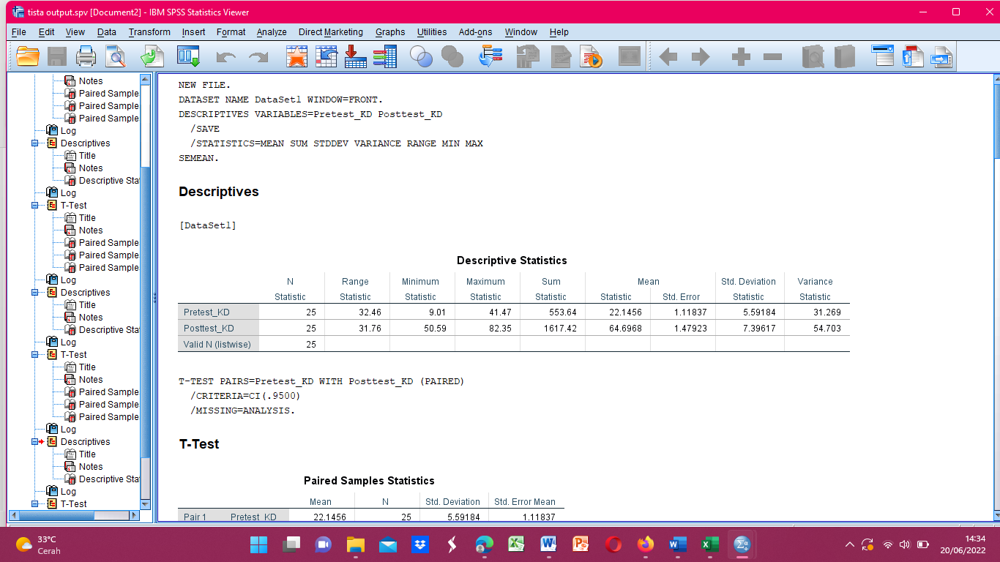 tista output.spv [Document2] - IBM SPSS Statistics Viewer
File Edit View Data Transform Insert Format Analyze Direct Marketing Graphs Utilities Add-ons Window Help
Notes
Paired Sample
Paired Sample
Paired Sample
Log
Descriptives
Title
Notes
Descriptive Stat
Log
T-Test
Title
Notes
Paired Sample
Paired Sample
Paired Sample
Log
Descriptives
Title
Notes
Descriptive Stat
Log
T-Test
Title
Notes
Paired Sample
Paired Sample
Paired Sample
Log
Descriptives
Title
Notes
Descriptive Stat
Log
T-Test
NEW FILE.
DATASET NAME DataSet1 WINDOW=FRONT.
DESCRIPTIVES VARIABLES=Pretest_KD Posttest_KD
/SAVE
/STATISTICS=MEAN SUM STDDEV VARIANCE RANGE MIN MAX
SEMEAN.
Descriptives
[DataSet1]
Descriptive Statistics
N Range Minimum Maximum Sum Mean Std. Deviation Variance
Statistic Statistic Statistic Statistic Statistic Statistic Std. Error Statistic Statistic
Pretest_KD 25 32.46 9.01 41.47 553.64 22.1456 1.11837 5.59184 31.269
Posttest_KD 25 31.76 50.59 82.35 1617.42 64.6968 1.47923 7.39617 54.703
Valid N (listwise) 25
T-TEST PAIRS=Pretest_KD WITH Posttest_KD (PAIRED)
/CRITERIA=CI(.9500)
/MISSING=ANALYSIS.
T-Test
Paired Samples Statistics
Mean N Std. Deviation Std. Error Mean
Pair 1 Pretest_KD 22.1456 25 5.59184 1.11837
33°C
Cerah
14:34
20/06/2022